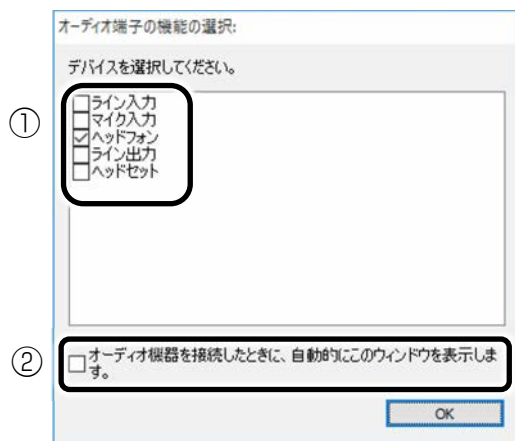 オーディオ端子の機能の選択:
デバイスを選択してください。
①
ライン入力
マイク入力
ヘッドフォン
ライン出力
ヘッドセット
②
オーディオ機器を接続したときに、自動的にこのウィンドウを表示しま
す。
OK